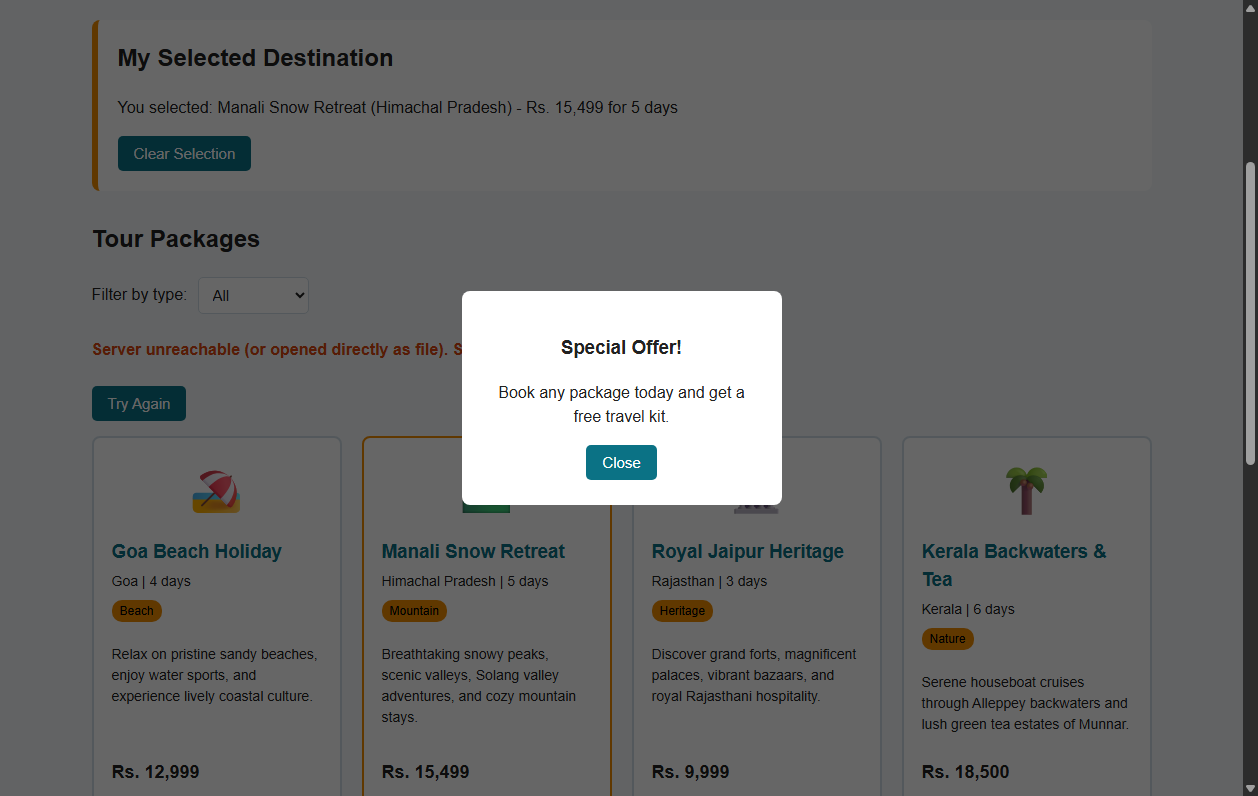 My Selected Destination
You selected: Manali Snow Retreat (Himachal Pradesh) - Rs. 15,499 for 5 days
Clear Selection
Tour Packages
Filter by type: All
Server unreachable (or opened directly as file).
Try Again
Special Offer!
Book any package today and get a
free travel kit.
Close
Goa Beach Holiday
Goa | 4 days
Beach
Relax on pristine sandy beaches,
enjoy water sports, and
experience lively coastal culture.
Rs. 12,999
Manali Snow Retreat
Himachal Pradesh | 5 days
Mountain
Breathtaking snowy peaks,
scenic valleys, Solang valley
adventures, and cozy mountain
stays.
Rs. 15,499
Royal Jaipur Heritage
Rajasthan | 3 days
Heritage
Discover grand forts, magnificent
palaces, vibrant bazaars, and
royal Rajasthani hospitality.
Rs. 9,999
Kerala Backwaters &
Tea
Kerala | 6 days
Nature
Serene houseboat cruises
through Alleppey backwaters and
lush green tea estates of Munnar.
Rs. 18,500